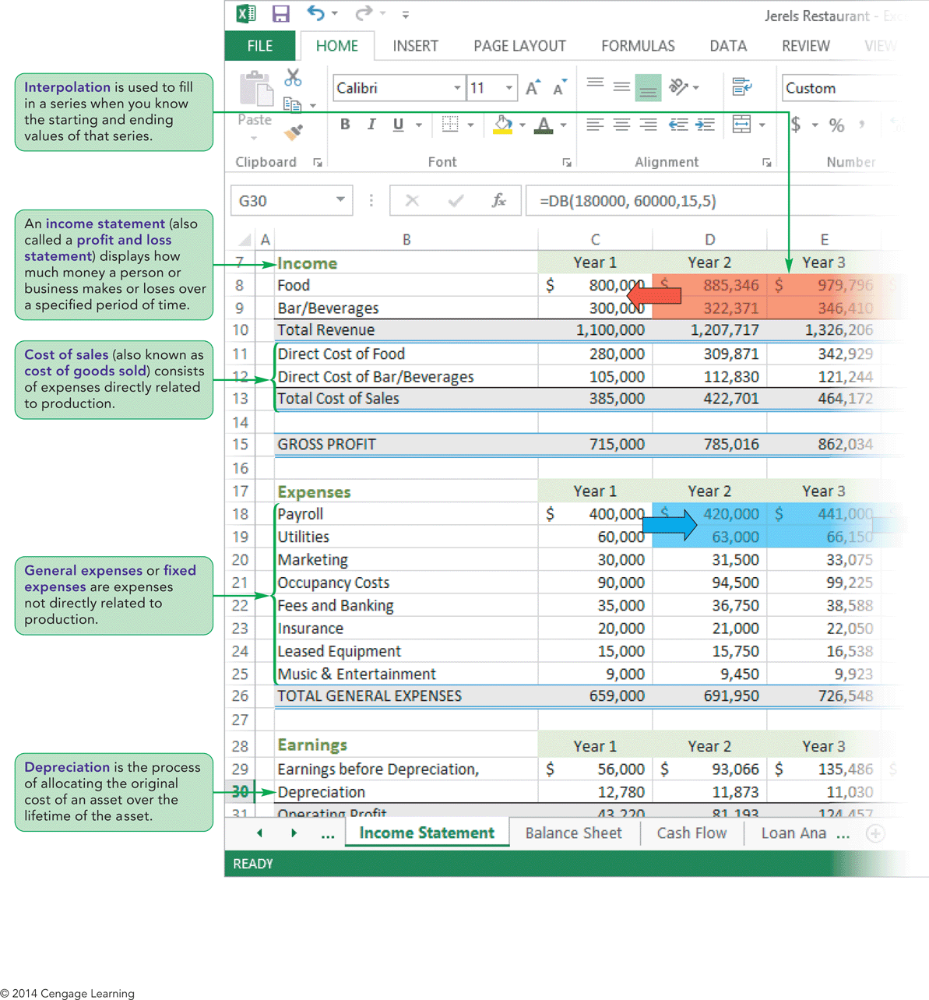 Jerels Restaurant - Exc
FILE HOME INSERT PAGE LAYOUT FORMULAS DATA REVIEW VIEW
Interpolation is used to fill
in a series when you know
the starting and ending
values of that series.
Calibri 11 Custom
Paste B I U A $ % ,
Clipboard Font Alignment Number
G30 fx =DB(180000, 60000,15,5)
An income statement (also
called a profit and loss
statement) displays how
much money a person or
business makes or loses over
a specified period of time.
Cost of sales (also known as
cost of goods sold) consists
of expenses directly related
to production.
General expenses or fixed
expenses are expenses
not directly related to
production.
Depreciation is the process
of allocating the original
cost of an asset over the
lifetime of the asset.
A B C D E
7 Income Year 1 Year 2 Year 3
8 Food $ 800,000 $ 885,346 $ 979,796
9 Bar/Beverages 300,000 322,371 346,410
10 Total Revenue 1,100,000 1,207,717 1,326,206
11 Direct Cost of Food 280,000 309,871 342,929
12 Direct Cost of Bar/Beverages 105,000 112,830 121,244
13 Total Cost of Sales 385,000 422,701 464,172
14
15 GROSS PROFIT 715,000 785,016 862,034
16
17 Expenses Year 1 Year 2 Year 3
18 Payroll $ 400,000 $ 420,000 $ 441,000
19 Utilities 60,000 63,000 66,150
20 Marketing 30,000 31,500 33,075
21 Occupancy Costs 90,000 94,500 99,225
22 Fees and Banking 35,000 36,750 38,588
23 Insurance 20,000 21,000 22,050
24 Leased Equipment 15,000 15,750 16,538
25 Music & Entertainment 9,000 9,450 9,923
26 TOTAL GENERAL EXPENSES 659,000 691,950 726,548
27
28 Earnings Year 1 Year 2 Year 3
29 Earnings before Depreciation, $ 56,000 $ 93,066 $ 135,486
30 Depreciation 12,780 11,873 11,030
31 Operating Profit 43,220 81,193 124,457
... Income Statement Balance Sheet Cash Flow Loan Ana ...
READY
© 2014 Cengage Learning